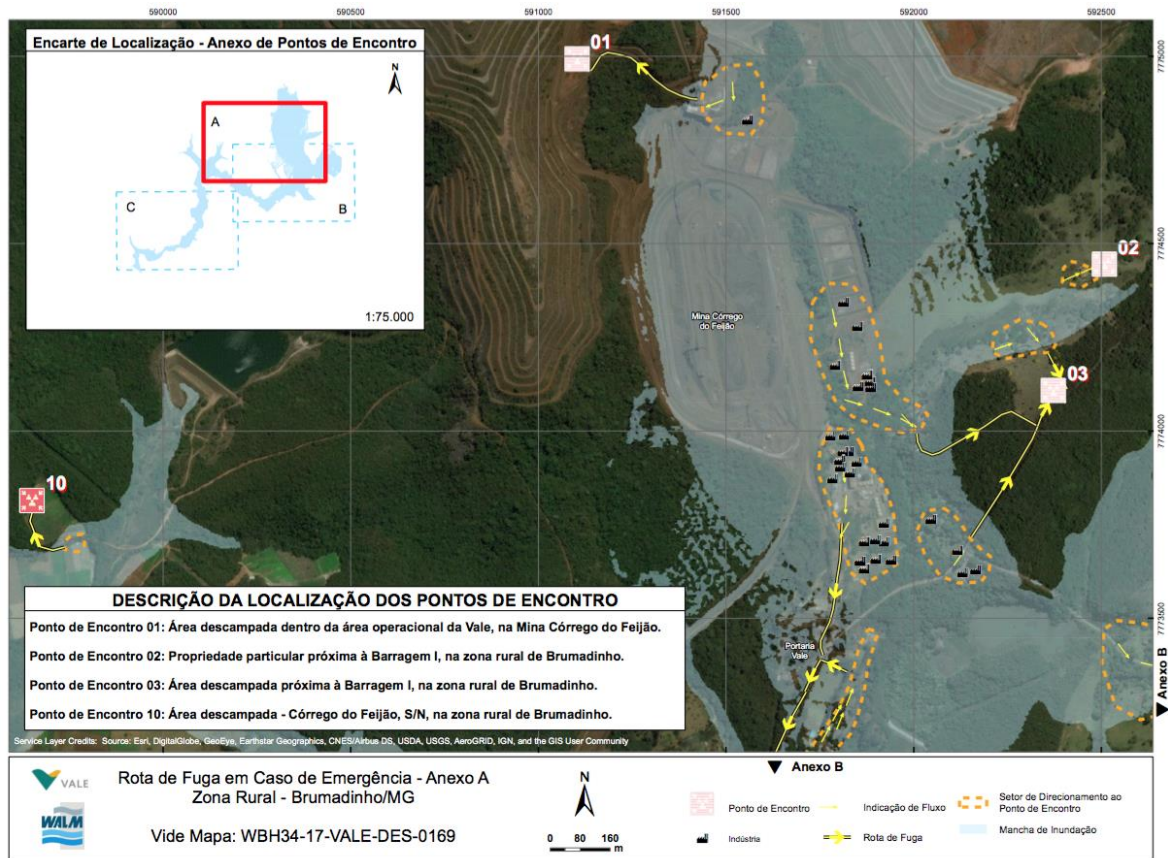 590000 590500 591000 591500 592000 592500
Encarte de Localização - Anexo de Pontos de Encontro
N
A
B
C
1:75.000
01
02
03
10
7775000
7774500
7774000
7773500
Mina Córrego
do Feijão
Portaria
Vale
Anexo B
DESCRIÇÃO DA LOCALIZAÇÃO DOS PONTOS DE ENCONTRO
Ponto de Encontro 01: Área descampada dentro da área operacional da Vale, na Mina Córrego do Feijão.
Ponto de Encontro 02: Propriedade particular próxima à Barragem I, na zona rural de Brumadinho.
Ponto de Encontro 03: Área descampada próxima à Barragem I, na zona rural de Brumadinho.
Ponto de Encontro 10: Área descampada - Córrego do Feijão, S/N, na zona rural de Brumadinho.
Service Layer Credits: Source: Esri, DigitalGlobe, GeoEye, Earthstar Geographics, CNES/Airbus DS, USDA, USGS, AeroGRID, IGN, and the GIS User Community
VALE
WALM
Rota de Fuga em Caso de Emergência - Anexo A
Zona Rural - Brumadinho/MG
Vide Mapa: WBH34-17-VALE-DES-0169
N
0 80 160
m
Anexo B
Ponto de Encontro
Indicação de Fluxo
Setor de Direcionamento ao
Ponto de Encontro
Indústria
Rota de Fuga
Mancha de Inundação